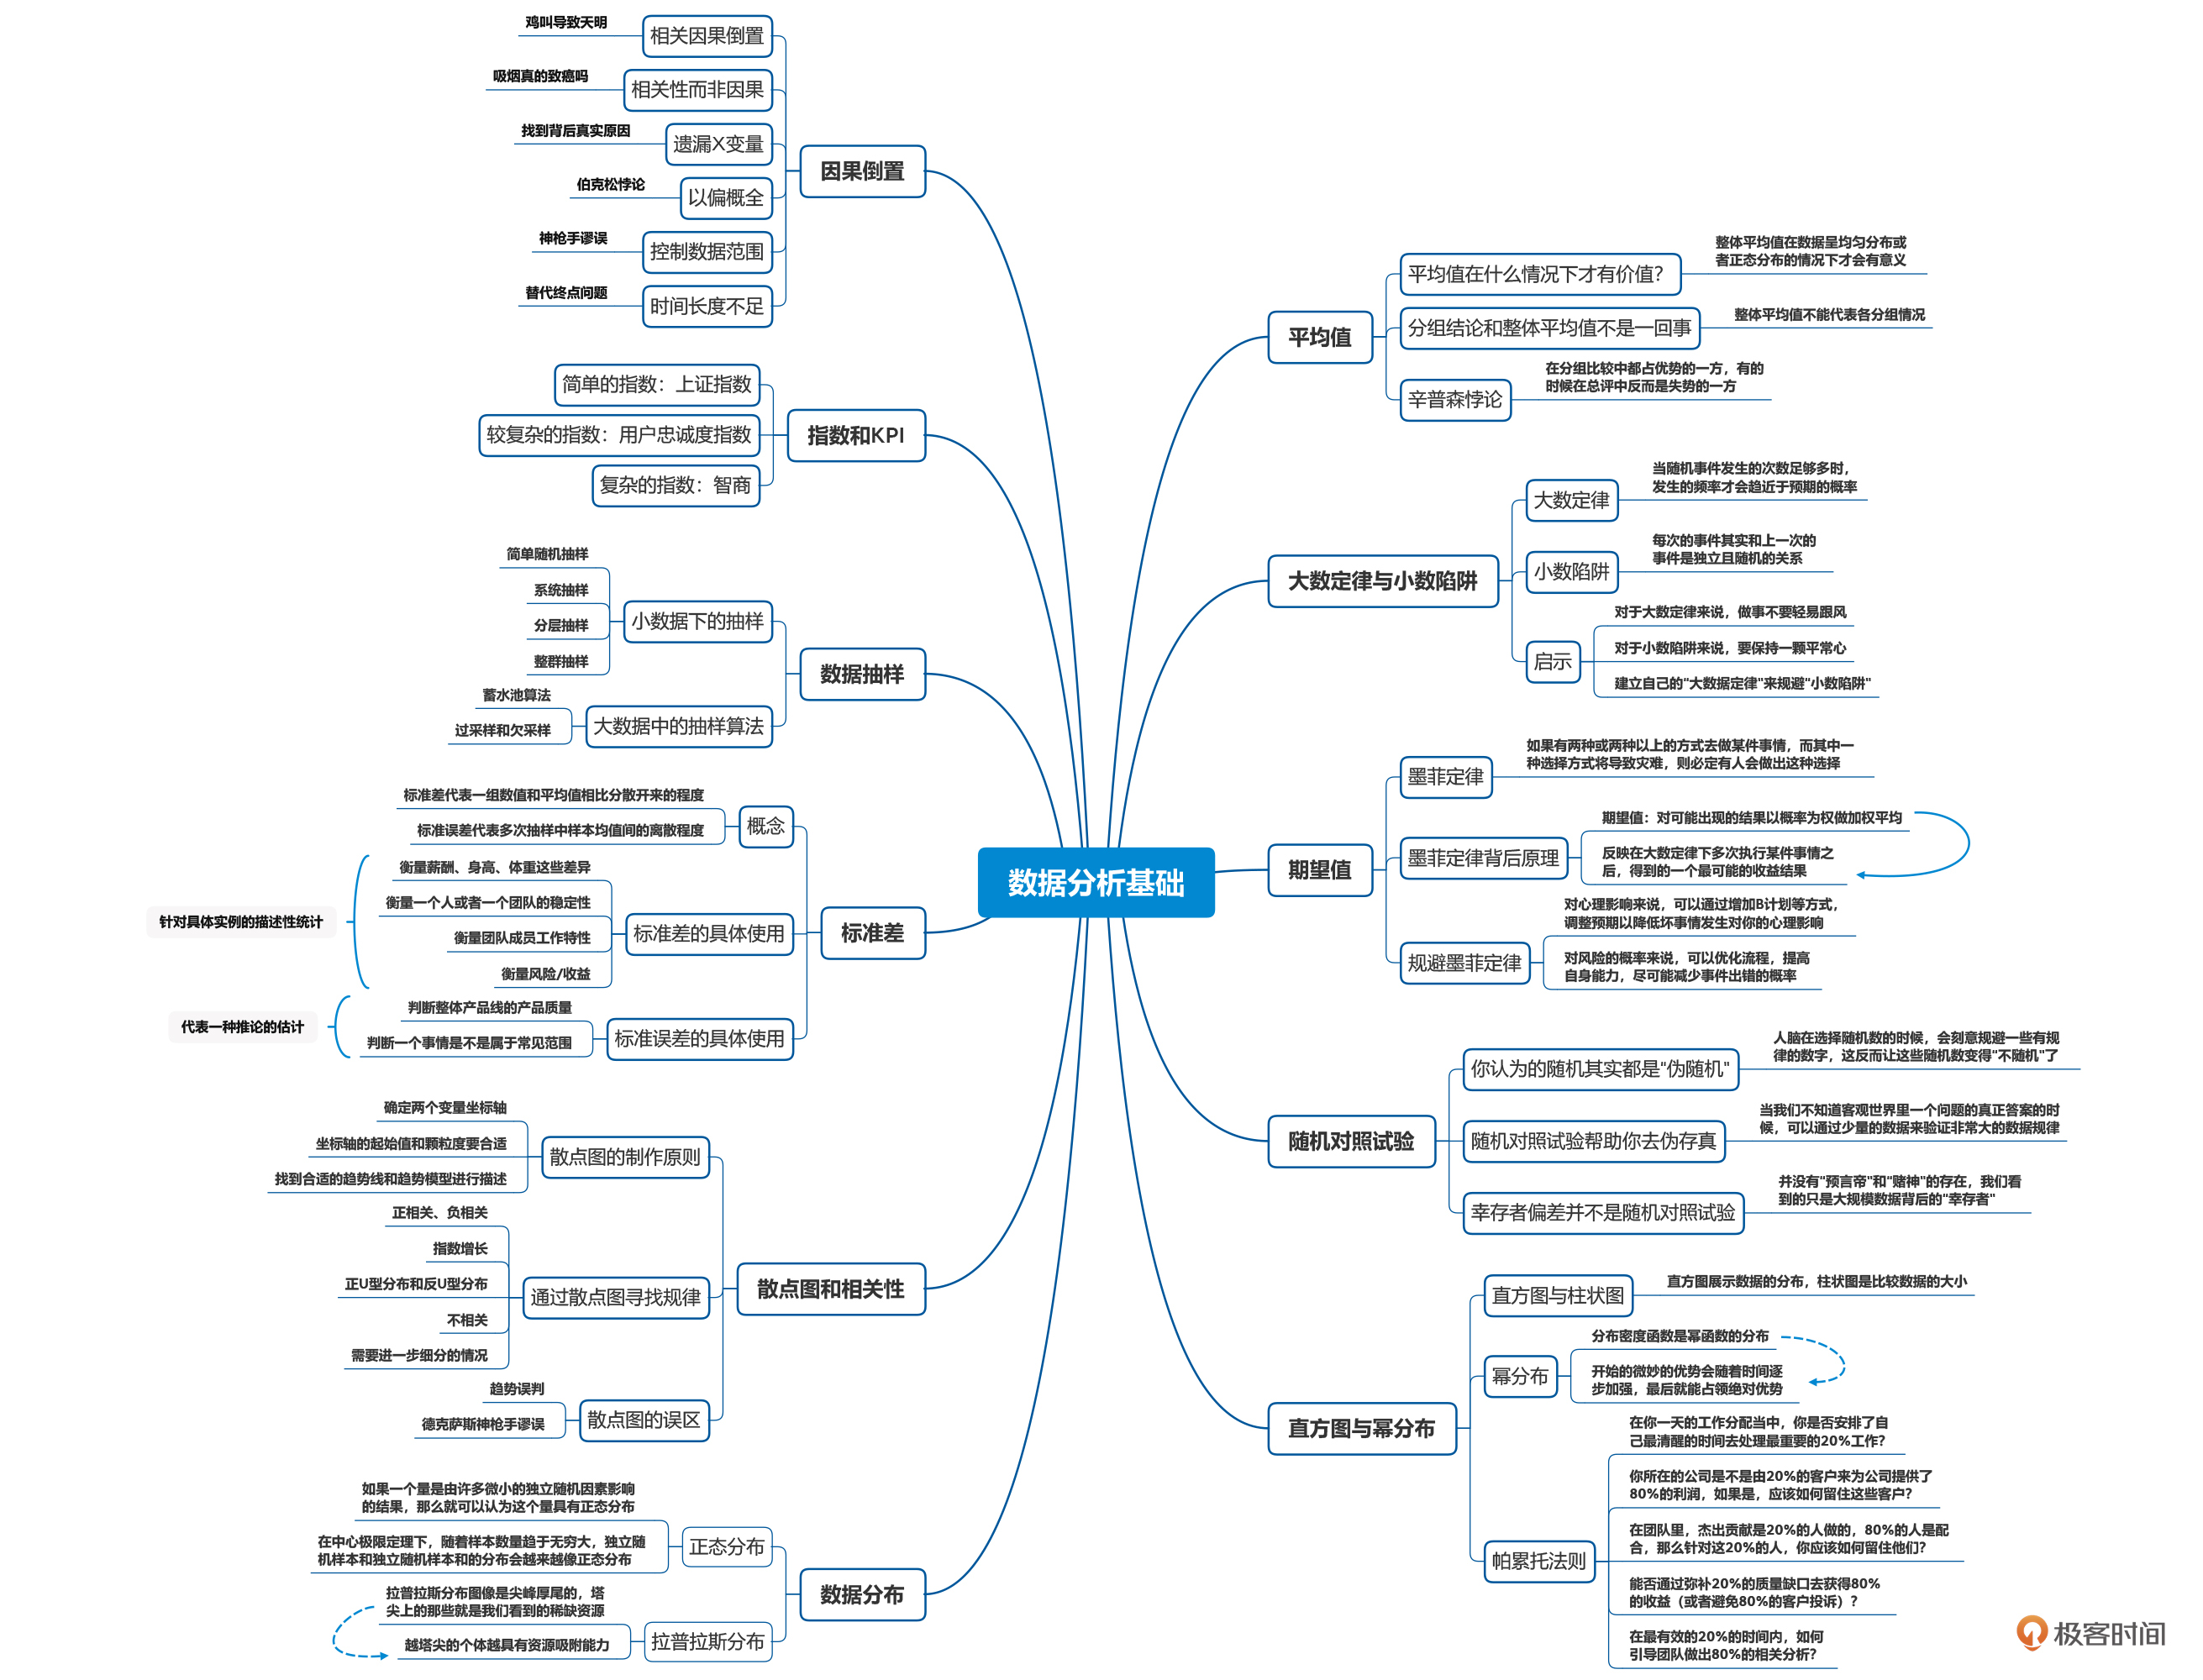 数据分析基础
平均值
平均值在什么情况下才有价值？
整体平均值在数据呈均匀分布或
者正态分布的情况下才会有意义
分组结论和整体平均值不是一回事
整体平均值不能代表各分组情况
辛普森悖论
在分组比较中都占优势的一方，有的
时候在总评中反而是失势的一方
大数定律与小数陷阱
大数定律
当随机事件发生的次数足够多时，
发生的频率才会趋近于预期的概率
小数陷阱
每次的事件其实和上一次的
事件是独立且随机的关系
启示
对于大数定律来说，做事不要轻易跟风
对于小数陷阱来说，要保持一颗平常心
建立自己的"大数据定律"来规避"小数陷阱"
期望值
墨菲定律
如果有两种或两种以上的方式去做某件事情，而其中一
种选择方式将导致灾难，则必定有人会做出这种选择
墨菲定律背后原理
期望值：对可能出现的结果以概率为权做加权平均
反映在大数定律下多次执行某件事情之
后，得到的一个最可能的收益结果
规避墨菲定律
对心理影响来说，可以通过增加B计划等方式，
调整预期以降低坏事情发生对你的心理影响
对风险的概率来说，可以优化流程，提高
自身能力，尽可能减少事件出错的概率
随机对照试验
你认为的随机其实都是"伪随机"
人脑在选择随机数的时候，会刻意规避一些有规
律的数字，这反而让这些随机数变得"不随机"了
随机对照试验帮助你去伪存真
当我们不知道客观世界里一个问题的真正答案的时
候，可以通过少量的数据来验证非常大的数据规律
幸存者偏差并不是随机对照试验
并没有"预言帝"和"赌神"的存在，我们看
到的只是大规模数据背后的"幸存者"
直方图与幂分布
直方图与柱状图
直方图展示数据的分布，柱状图是比较数据的大小
幂分布
分布密度函数是幂函数的分布
开始的微妙的优势会随着时间逐
步加强，最后就能占领绝对优势
帕累托法则
在你一天的工作分配当中，你是否安排了自
己最清醒的时间去处理最重要的20%工作？
你所在的公司是不是由20%的客户来为公司提供了
80%的利润，如果是，应该如何留住这些客户？
在团队里，杰出贡献是20%的人做的，80%的人是配
合，那么针对这20%的人，你应该如何留住他们？
能否通过弥补20%的质量缺口去获得80%
的收益（或者避免80%的客户投诉）？
在最有效的20%的时间内，如何
引导团队做出80%的相关分析？
因果倒置
相关因果倒置
鸡叫导致天明
相关性而非因果
吸烟真的致癌吗
遗漏X变量
找到背后真实原因
以偏概全
伯克松悖论
控制数据范围
神枪手谬误
时间长度不足
替代终点问题
指数和KPI
简单的指数：上证指数
较复杂的指数：用户忠诚度指数
复杂的指数：智商
数据抽样
小数据下的抽样
简单随机抽样
系统抽样
分层抽样
整群抽样
大数据中的抽样算法
蓄水池算法
过采样和欠采样
标准差
概念
标准差代表一组数值和平均值相比分散开来的程度
标准误差代表多次抽样中样本均值间的离散程度
标准差的具体使用
衡量薪酬、身高、体重这些差异
衡量一个人或者一个团队的稳定性
衡量团队成员工作特性
衡量风险/收益
针对具体实例的描述性统计
标准误差的具体使用
判断整体产品线的产品质量
判断一个事情是不是属于常见范围
代表一种推论的估计
散点图和相关性
散点图的制作原则
确定两个变量坐标轴
坐标轴的起始值和颗粒度要合适
找到合适的趋势线和趋势模型进行描述
通过散点图寻找规律
正相关、负相关
指数增长
正U型分布和反U型分布
不相关
需要进一步细分的情况
散点图的误区
趋势误判
德克萨斯神枪手谬误
数据分布
正态分布
如果一个量是由许多微小的独立随机因素影响
的结果，那么就可以认为这个量具有正态分布
在中心极限定理下，随着样本数量趋于无穷大，独立随
机样本和独立随机样本和的分布会越来越像正态分布
拉普拉斯分布
拉普拉斯分布图像是尖峰厚尾的，塔
尖上的那些就是我们看到的稀缺资源
越塔尖的个体越具有资源吸附能力
极客时间